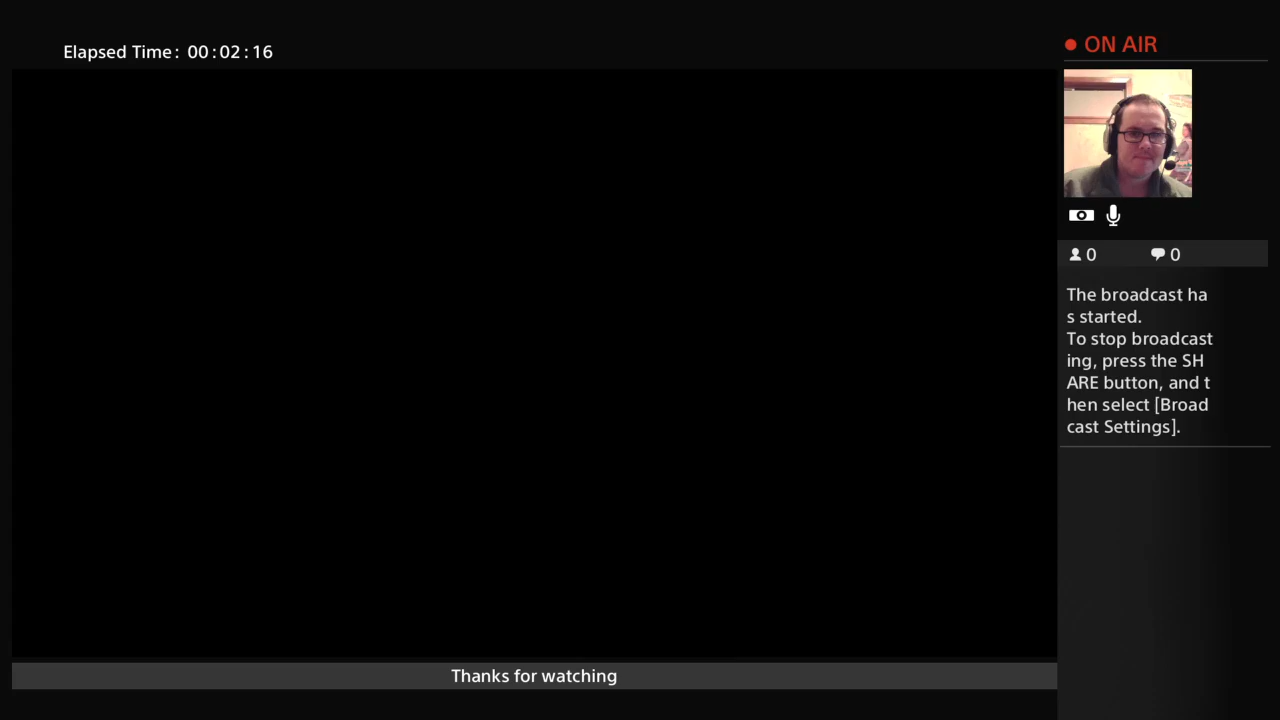 Elapsed Time: 00:02:16
ON AIR
0 0
The broadcast ha
s started.
To stop broadcast
ing, press the SH
ARE button, and t
hen select [Broad
cast Settings].
Thanks for watching